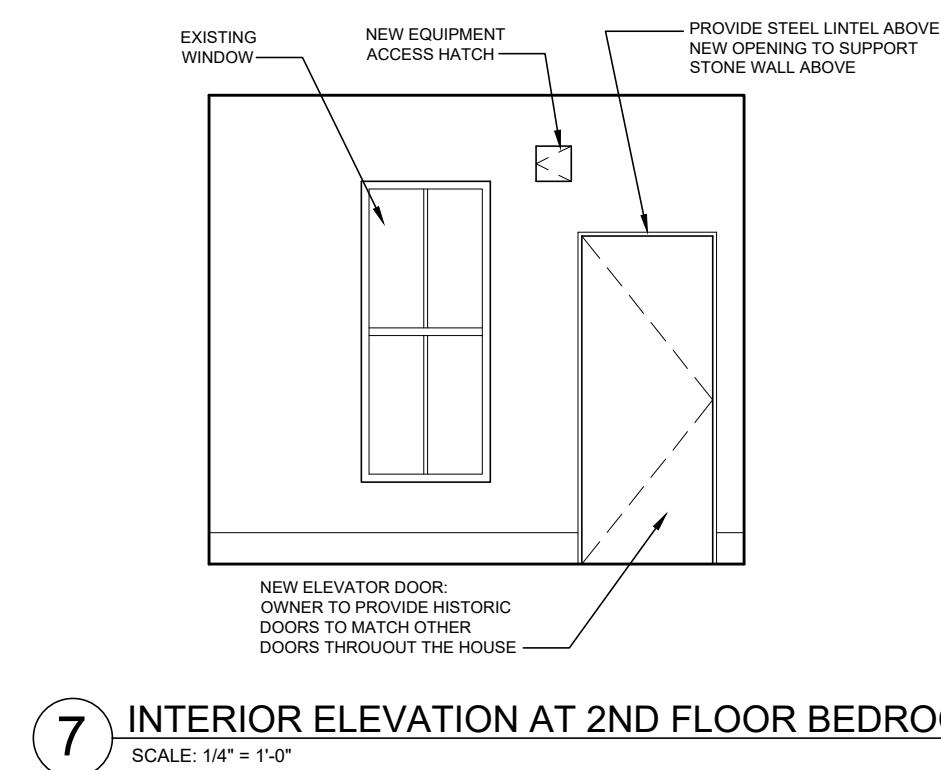 EXISTING
WINDOW
NEW EQUIPMENT
ACCESS HATCH
PROVIDE STEEL LINTEL ABOVE
NEW OPENING TO SUPPORT
STONE WALL ABOVE
NEW ELEVATOR DOOR:
OWNER TO PROVIDE HISTORIC
DOORS TO MATCH OTHER
DOORS THROUOUT THE HOUSE
7
INTERIOR ELEVATION AT 2ND FLOOR
SCALE: 1/4" = 1'-0"